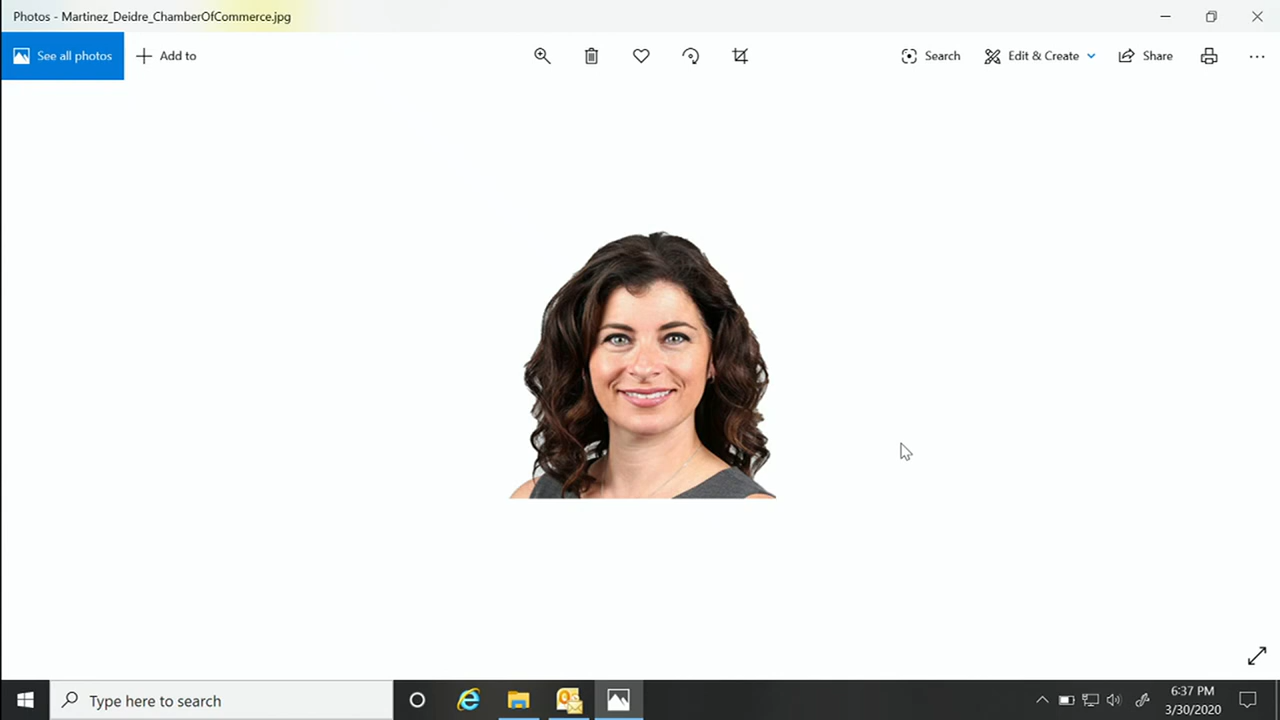 Photos - Martinez_Deidre_ChamberOfCommerce.jpg
See all photos
Add to
Search
Edit & Create
Share
Type here to search
6:37 PM
3/30/2020